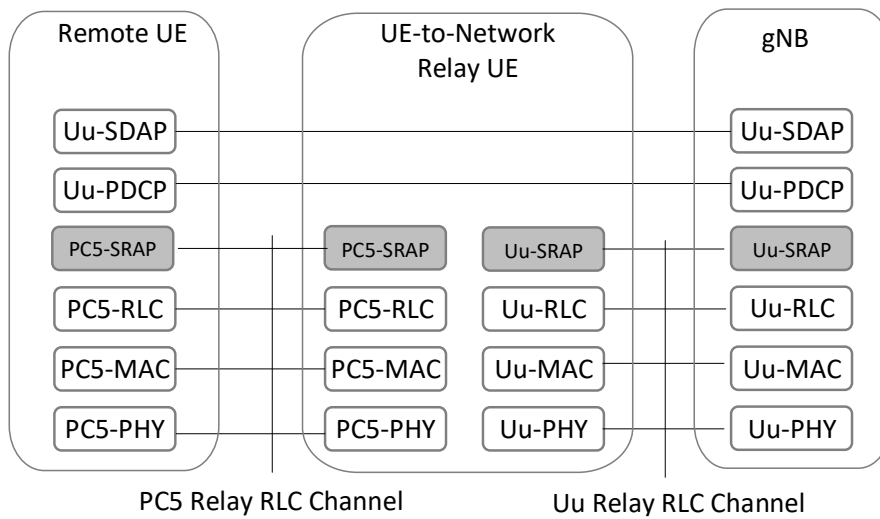 Remote UE
UE-to-Network
Relay UE
gNB
Uu-SDAP
Uu-SDAP
Uu-PDCP
Uu-PDCP
PC5-SRAP
PC5-SRAP
Uu-SRAP
Uu-SRAP
PC5-RLC
PC5-RLC
Uu-RLC
Uu-RLC
PC5-MAC
PC5-MAC
Uu-MAC
Uu-MAC
PC5-PHY
PC5-PHY
Uu-PHY
Uu-PHY
PC5 Relay RLC Channel
Uu Relay RLC Channel